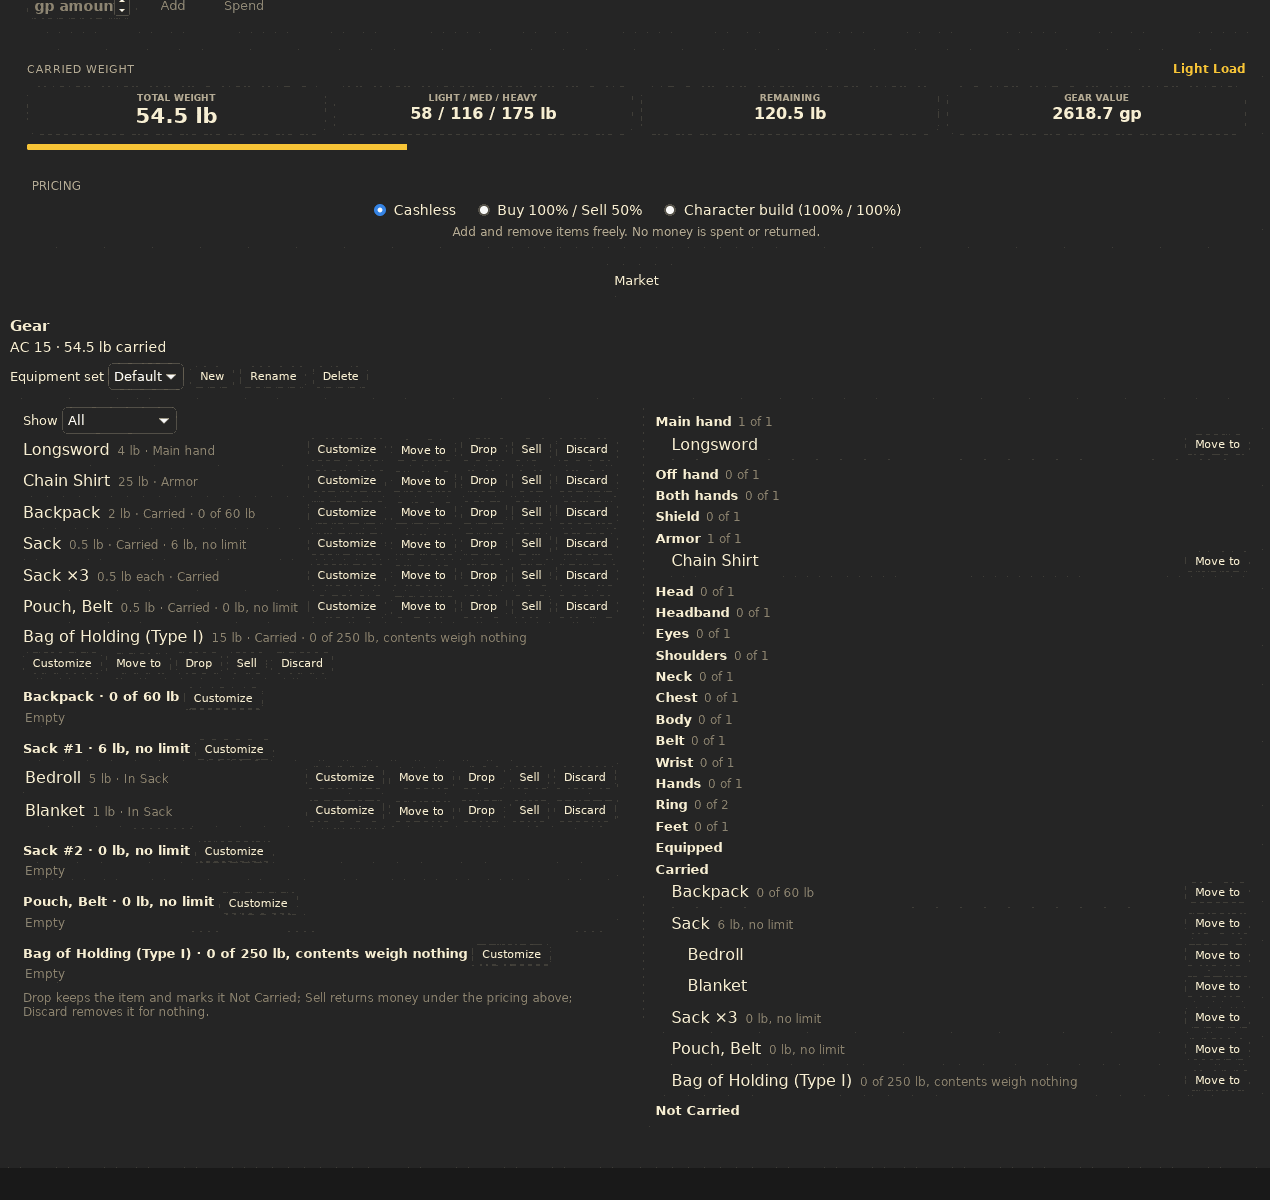 gp amoun Add Spend
CARRIED WEIGHT Light Load
TOTAL WEIGHT LIGHT / MED / HEAVY REMAINING GEAR VALUE
54.5 lb 58 / 116 / 175 lb 120.5 lb 2618.7 gp
PRICING
Cashless Buy 100% / Sell 50% Character build (100% / 100%)
Add and remove items freely. No money is spent or returned.
Market
Gear
AC 15 · 54.5 lb carried
Equipment set Default New Rename Delete
Show All
Longsword 4 lb · Main hand Customize Move to Drop Sell Discard
Chain Shirt 25 lb · Armor Customize Move to Drop Sell Discard
Backpack 2 lb · Carried · 0 of 60 lb Customize Move to Drop Sell Discard
Sack 0.5 lb · Carried · 6 lb, no limit Customize Move to Drop Sell Discard
Sack ×3 0.5 lb each · Carried Customize Move to Drop Sell Discard
Pouch, Belt 0.5 lb · Carried · 0 lb, no limit Customize Move to Drop Sell Discard
Bag of Holding (Type I) 15 lb · Carried · 0 of 250 lb, contents weigh nothing
Customize Move to Drop Sell Discard
Backpack · 0 of 60 lb Customize
Empty
Sack #1 · 6 lb, no limit Customize
Bedroll 5 lb · In Sack Customize Move to Drop Sell Discard
Blanket 1 lb · In Sack Customize Move to Drop Sell Discard
Sack #2 · 0 lb, no limit Customize
Empty
Pouch, Belt · 0 lb, no limit Customize
Empty
Bag of Holding (Type I) · 0 of 250 lb, contents weigh nothing Customize
Empty
Drop keeps the item and marks it Not Carried; Sell returns money under the pricing above;
Discard removes it for nothing.
Main hand 1 of 1
Longsword Move to
Off hand 0 of 1
Both hands 0 of 1
Shield 0 of 1
Armor 1 of 1
Chain Shirt Move to
Head 0 of 1
Headband 0 of 1
Eyes 0 of 1
Shoulders 0 of 1
Neck 0 of 1
Chest 0 of 1
Body 0 of 1
Belt 0 of 1
Wrist 0 of 1
Hands 0 of 1
Ring 0 of 2
Feet 0 of 1
Equipped
Carried
Backpack 0 of 60 lb Move to
Sack 6 lb, no limit Move to
Bedroll Move to
Blanket Move to
Sack ×3 0 lb, no limit Move to
Pouch, Belt 0 lb, no limit Move to
Bag of Holding (Type I) 0 of 250 lb, contents weigh nothing Move to
Not Carried